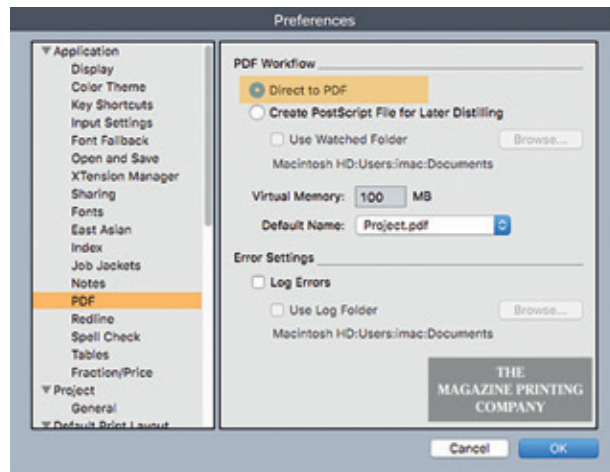 Preferences
Application
Display
Color Theme
Key Shortcuts
Input Settings
Font Fallback
Open and Save
XTension Manager
Sharing
Fonts
East Asian
Index
Job Jackets
Notes
PDF
Redline
Spell Check
Tables
Fraction/Price
Project
General
Default Print Layout
PDF Workflow
Direct to PDF
Create PostScript File for Later Distilling
Use Watched Folder Browse...
Macintosh HD:Users:imac:Documents
Virtual Memory: 100 MB
Default Name: Project.pdf
Error Settings
Log Errors
Use Log Folder Browse...
Macintosh HD:Users:imac:Documents
THE
MAGAZINE PRINTING
COMPANY
Cancel OK